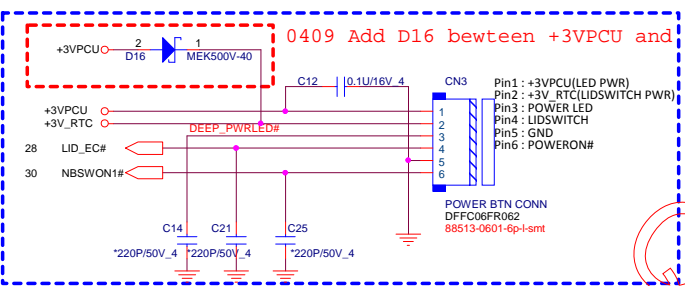 0409 Add D16 bewteen +3VPCU and
+3VPCU
2
1
D16
MEK500V-40
C12
0.1U/16V_4
CN3
Pin1 : +3VPCU(LED PWR)
Pin2 : +3V_RTC(LIDSWITCH PWR)
Pin3 : POWER LED
Pin4 : LIDSWITCH
Pin5 : GND
Pin6 : POWERON#
+3VPCU
+3V_RTC
DEEP_PWRLED#
1
2
3
4
5
6
28
LID_EC#
30
NBSWON1#
POWER BTN CONN
DFFC06FR062
88513-0601-6p-l-smt
C14
C21
C25
*220P/50V_4
*220P/50V_4
*220P/50V_4